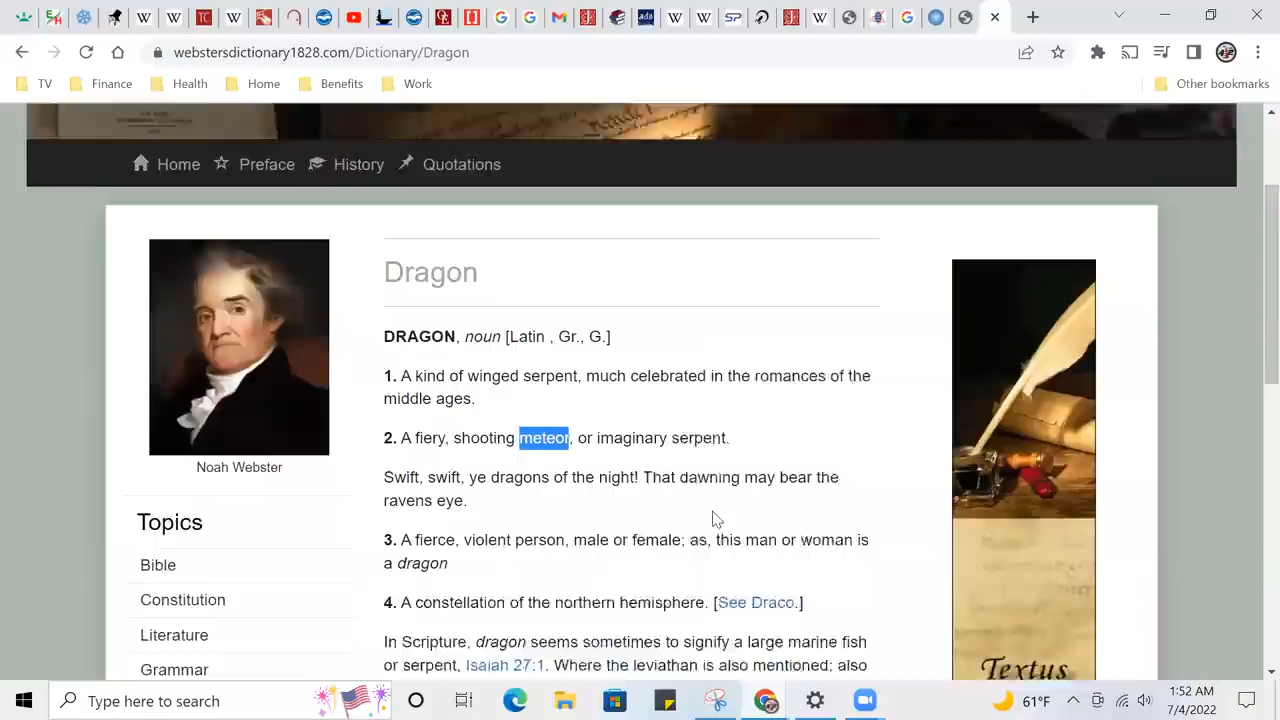 webstersdictionary1828.com/Dictionary/Dragon
TV Finance Health Home Benefits Work Other bookmarks
Home Preface History Quotations
Noah Webster
Topics
Bible
Constitution
Literature
Grammar
Dragon
DRAGON, noun [Latin , Gr., G.]
1. A kind of winged serpent, much celebrated in the romances of the
middle ages.
2. A fiery, shooting meteor, or imaginary serpent.
Swift, swift, ye dragons of the night! That dawning may bear the
ravens eye.
3. A fierce, violent person, male or female; as, this man or woman is
a dragon
4. A constellation of the northern hemisphere. [See Draco.]
In Scripture, dragon seems sometimes to signify a large marine fish
or serpent, Isaiah 27:1. Where the leviathan is also mentioned; also
Textus
Type here to search
61°F
1:52 AM
7/4/2022